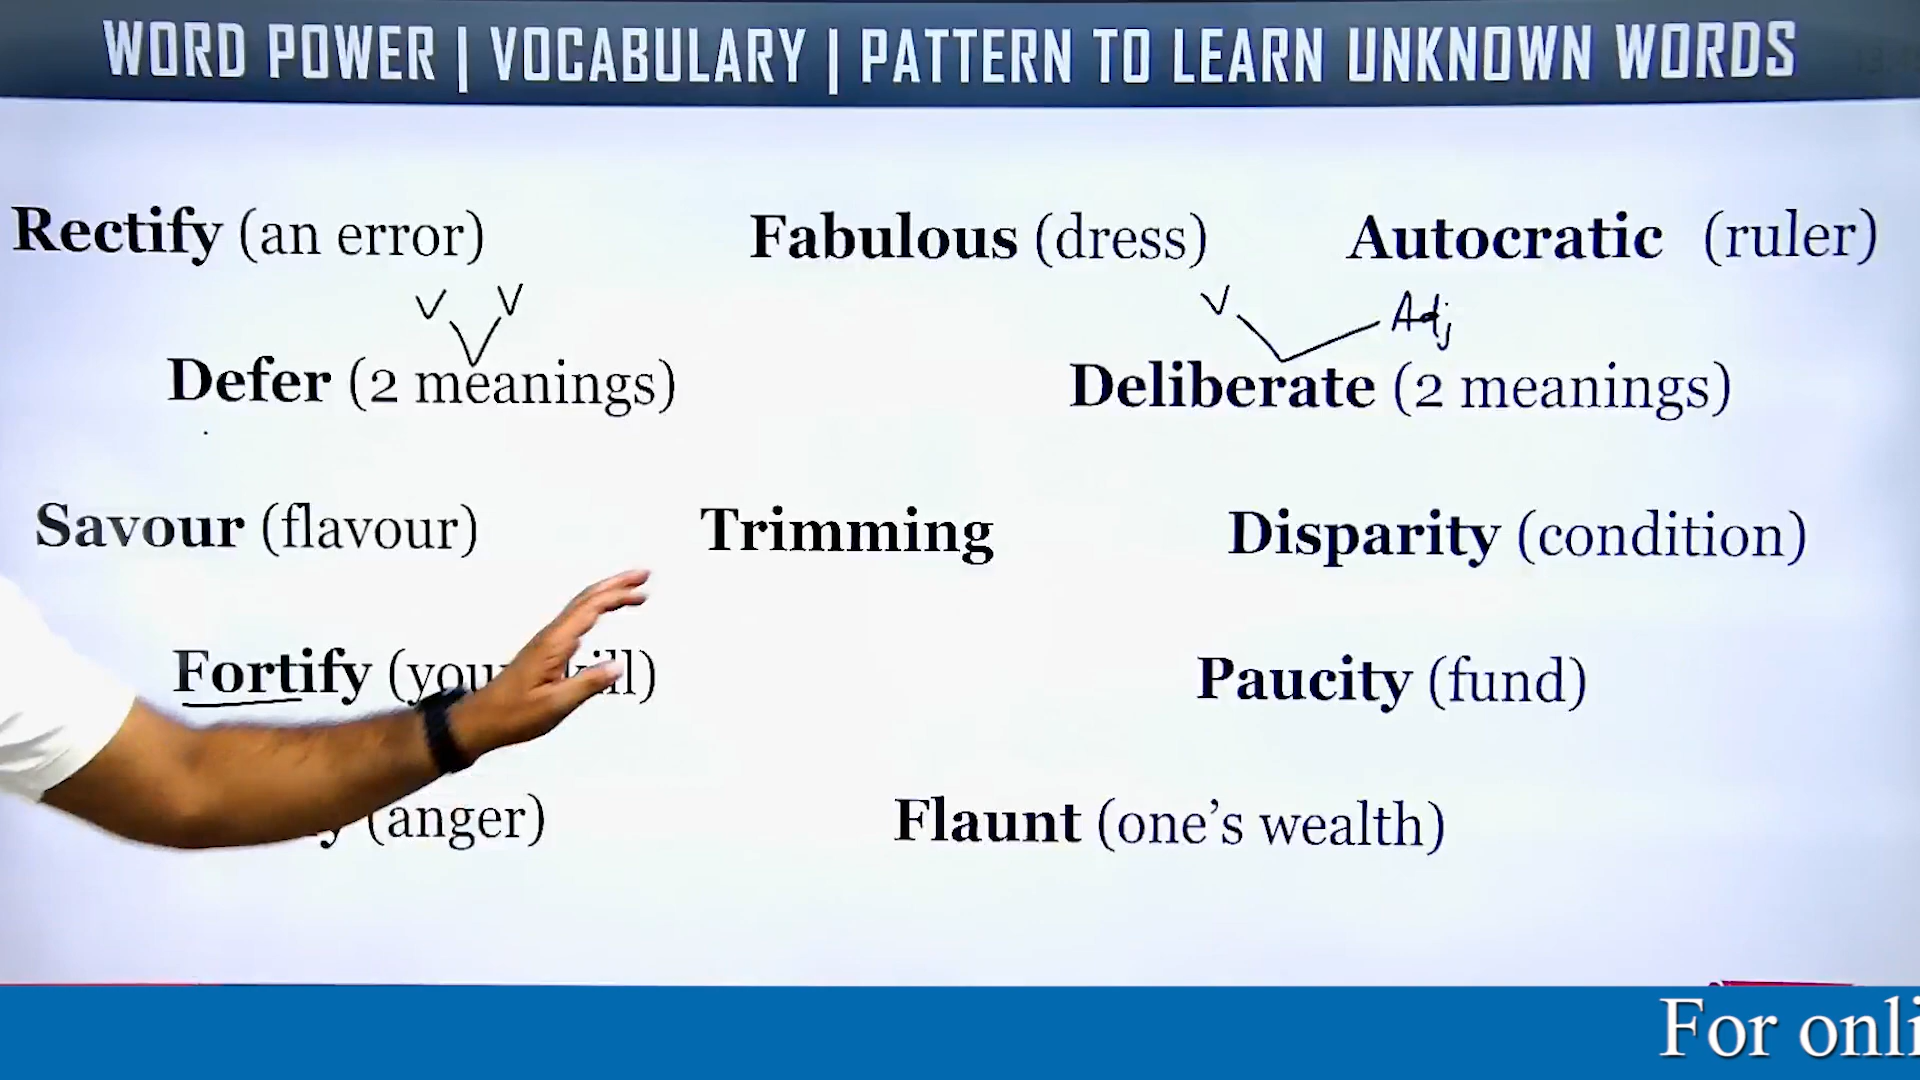 WORD POWER | VOCABULARY | PATTERN TO LEARN UNKNOWN WORDS
Rectify (an error) Fabulous (dress) Autocratic (ruler)
V V V Adj
Defer (2 meanings) Deliberate (2 meanings)
Savour (flavour) Trimming Disparity (condition)
Fortify Paucity (fund)
(anger) Flaunt (one's wealth)
For